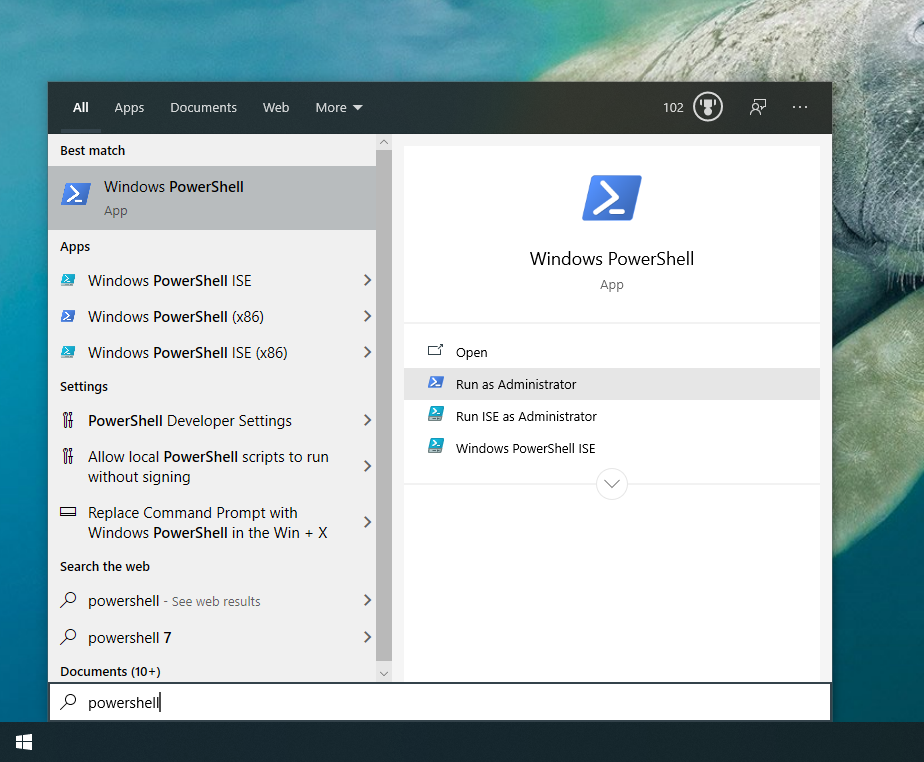 All Apps Documents Web More 102 ...
Best match
Windows PowerShell
App
Apps
Windows PowerShell ISE
Windows PowerShell (x86)
Windows PowerShell ISE (x86)
Settings
PowerShell Developer Settings
Allow local PowerShell scripts to run
without signing
Replace Command Prompt with
Windows PowerShell in the Win + X
Search the web
powershell - See web results
powershell 7
Documents (10+)
Windows PowerShell
App
Open
Run as Administrator
Run ISE as Administrator
Windows PowerShell ISE
powershell